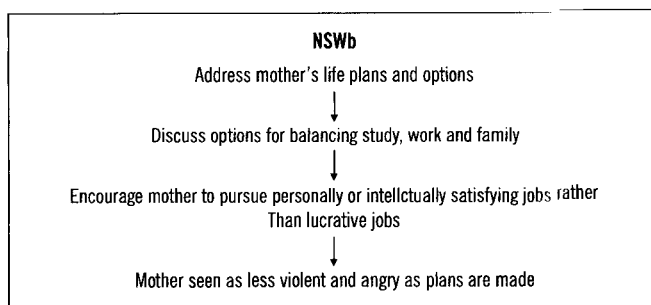 NSWb
Address mother's life plans and options
Discuss options for balancing study, work and family
Encourage mother to pursue personally or intellctually satisfying jobs rather
Than lucrative jobs
Mother seen as less violent and angry as plans are made